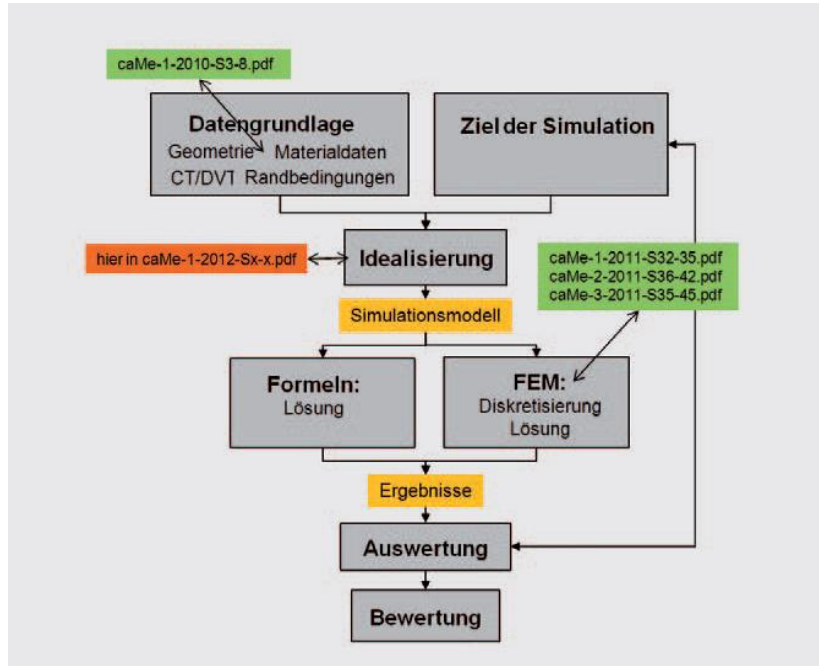 caMe-1-2010-S3-8.pdf
Datengrundlage
Geometrie Materialdaten
CT/DVT Randbedingungen
Ziel der Simulation
hier in caMe-1-2012-Sx-x.pdf
Idealisierung
caMe-1-2011-S32-35.pdf
caMe-2-2011-S36-42.pdf
caMe-3-2011-S35-45.pdf
Simulationsmodell
Formeln:
Lösung
FEM:
Diskretisierung
Lösung
Ergebnisse
Auswertung
Bewertung